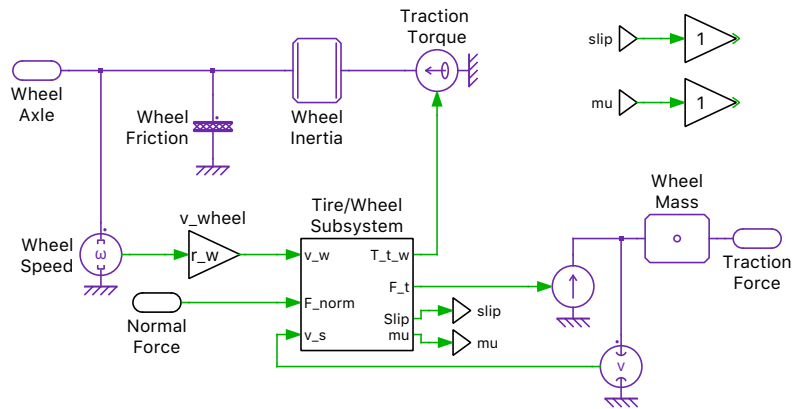 Traction
Torque
slip
1
Wheel
Axle
Wheel
Friction
Wheel
Inertia
mu
1
Wheel
Mass
Tire/Wheel
Subsystem
v_wheel
Wheel
Speed
ω
r_w
v_w
T_t_w
Traction
Force
F_t
F_norm
Normal
Force
Slip
slip
v_s
mu
mu
v